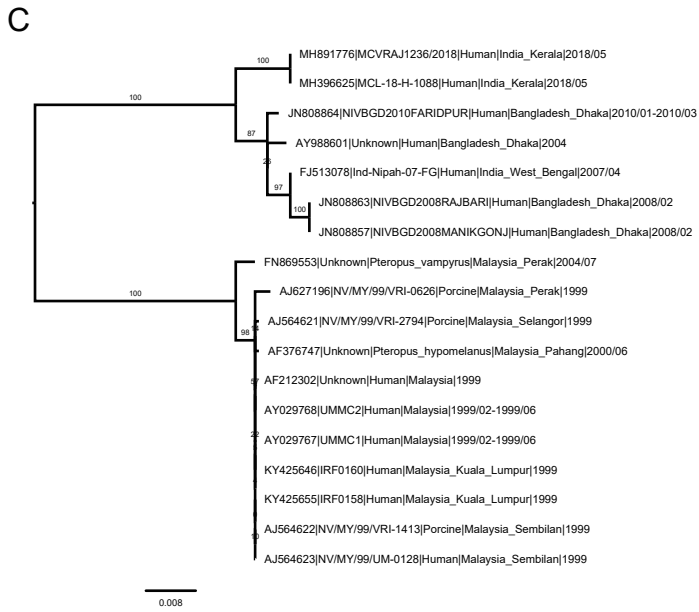 C
MH891776|MCVRAJ1236/2018|Human|India_Kerala|2018/05
100
MH396625|MCL-18-H-1088|Human|India_Kerala|2018/05
100
JN808864|NIVBGD2010FARIDPUR|Human|Bangladesh_Dhaka|2010/01-2010/03
87
AY988601|Unknown|Human|Bangladesh_Dhaka|2004
FJ513078|Ind-Nipah-07-FG|Human|India_West_Bengal|2007/04
97
JN808863|NIVBGD2008RAJBARI|Human|Bangladesh_Dhaka|2008/02
100
JN808857|NIVBGD2008MANIKGONJ|Human|Bangladesh_Dhaka|2008/02
FN869553|Unknown|Pteropus_vampyrus|Malaysia_Perak|2004/07
AJ627196|NV/MY/99/VRI-0626|Porcine|Malaysia_Perak|1999
100
AJ564621|NV/MY/99/VRI-2794|Porcine|Malaysia_Selangor|1999
98
AF376747|Unknown|Pteropus_hypomelanus|Malaysia_Pahang|2000/06
AF212302|Unknown|Human|Malaysia|1999
AY029768|UMMC2|Human|Malaysia|1999/02-1999/06
AY029767|UMMC1|Human|Malaysia|1999/02-1999/06
KY425646|IRF0160|Human|Malaysia_Kuala_Lumpur|1999
KY425655|IRF0158|Human|Malaysia_Kuala_Lumpur|1999
AJ564622|NV/MY/99/VRI-1413|Porcine|Malaysia_Sembilan|1999
AJ564623|NV/MY/99/UM-0128|Human|Malaysia_Sembilan|1999
0.008